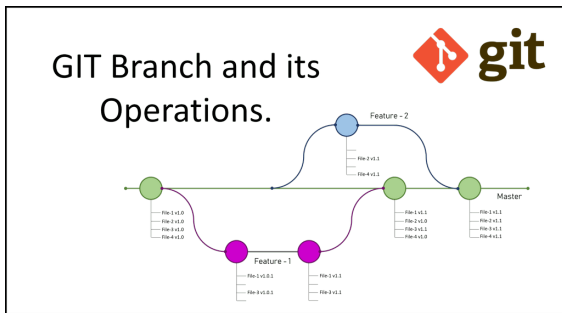 GIT Branch and its
Operations.
git
Feature - 2
File-2 v1.1
File-4 v1.1
Master
File-1 v1.0
File-2 v1.0
File-3 v1.0
File-4 v1.0
File-1 v1.1
File-2 v1.0
File-3 v1.1
File-4 v1.0
File-1 v1.1
File-2 v1.1
File-3 v1.1
File-4 v1.1
Feature - 1
File-1 v1.0.1
File-3 v1.0.1
File-1 v1.1
File-3 v1.1